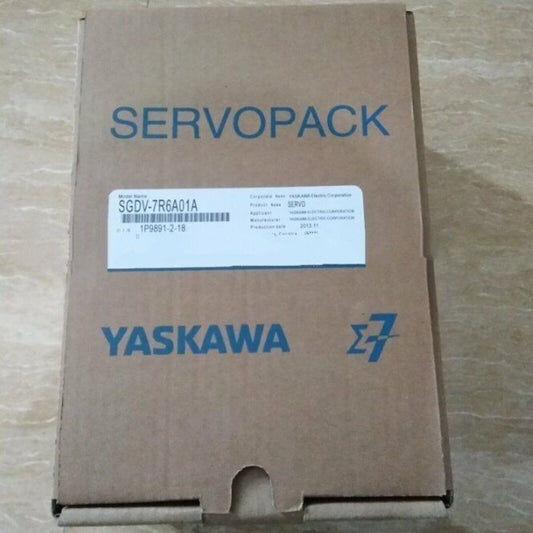 SERVOPACK
Model Name
SGDV-7R6A01A
1P9891-2-18
Corporate Name YASKAWA Electric Corporation
Product Name SERVO
Applicant YASKAWA ELECTRIC CORPORATION
Manufacturer YASKAWA ELECTRIC CORPORATION
Production date 2013.11
YASKAWA Σ7